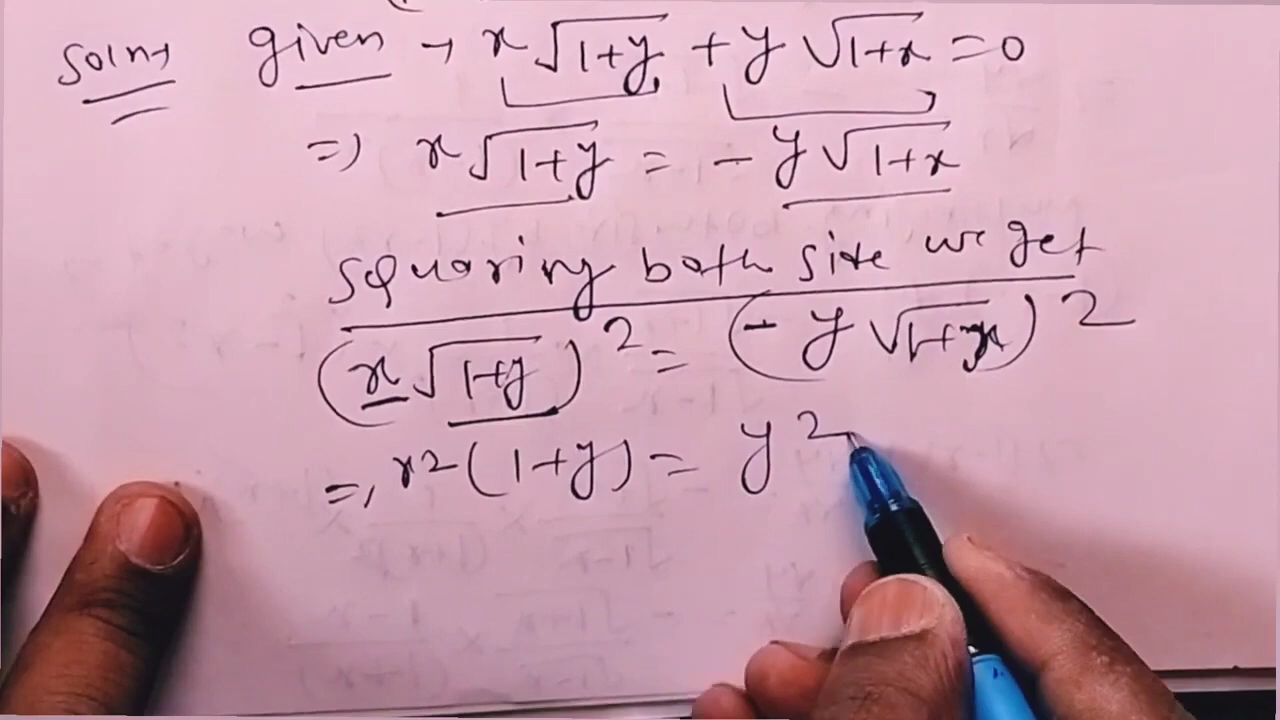 Soln→ given → x√1+y + y√1+x = 0
=) x√1+y = - y√1+x
squaring both site we get
(x√1+y)² = (- y√1+x)²
=, x²(1+y) = y²